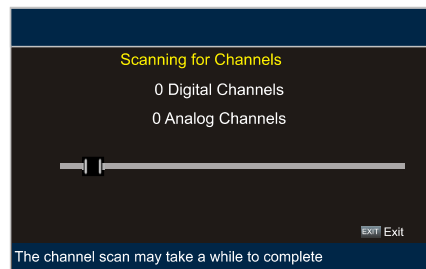 Scanning for Channels
0 Digital Channels
0 Analog Channels
EXIT Exit
The channel scan may take a while to complete